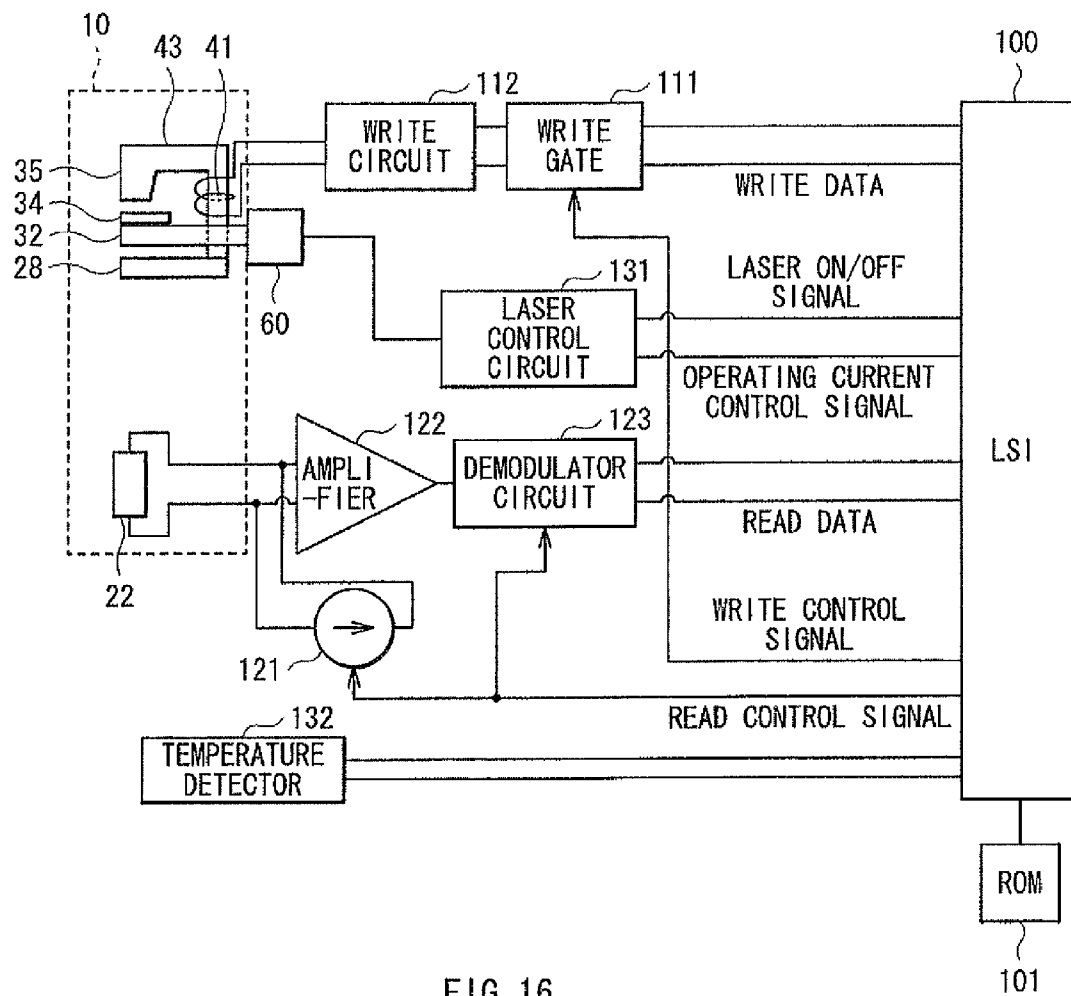 10
43
41
112
111
100
WRITE
CIRCUIT
WRITE
GATE
35
34
32
28
WRITE DATA
60
131
LASER ON/OFF
SIGNAL
LASER
CONTROL
CIRCUIT
OPERATING CURRENT
CONTROL SIGNAL
LSI
122
123
AMPLI
-FIER
DEMODULATOR
CIRCUIT
READ DATA
22
WRITE CONTROL
SIGNAL
121
READ CONTROL SIGNAL
132
TEMPERATURE
DETECTOR
ROM
101
FIG. 16